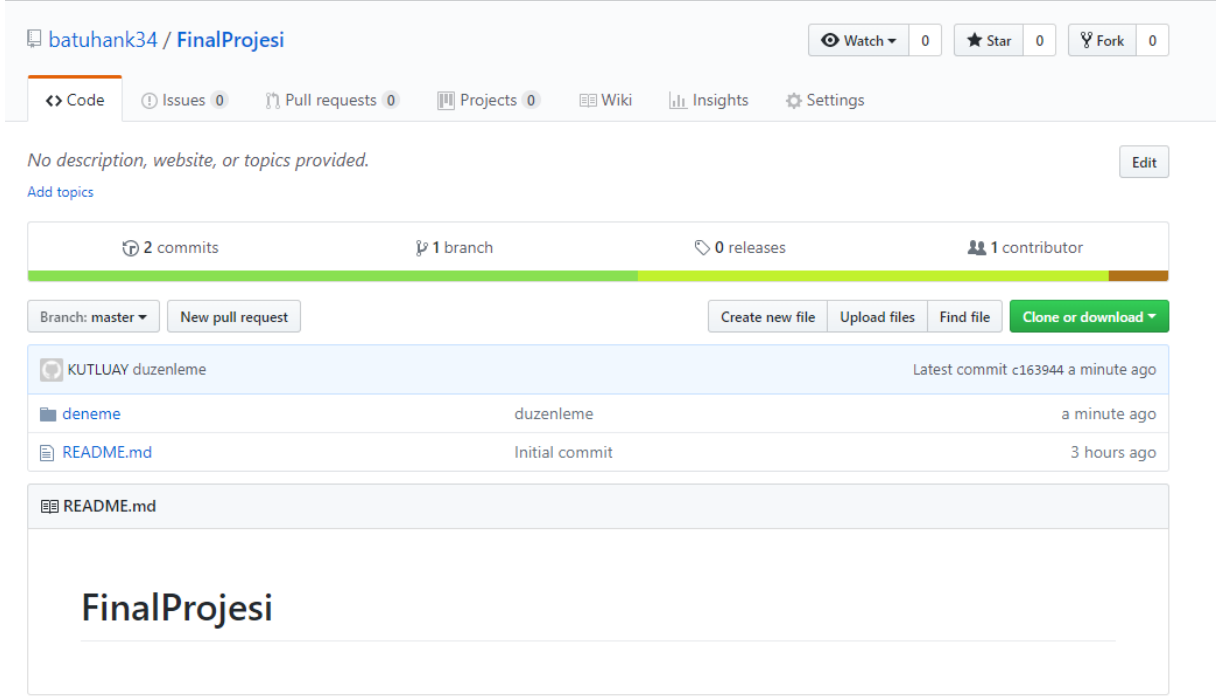 batuhank34 / FinalProjesi
Watch 0 Star 0 Fork 0
Code Issues 0 Pull requests 0 Projects 0 Wiki Insights Settings
No description, website, or topics provided. Edit
Add topics
2 commits 1 branch 0 releases 1 contributor
Branch: master New pull request Create new file Upload files Find file Clone or download
KUTLUAY duzenleme Latest commit c163944 a minute ago
deneme duzenleme a minute ago
README.md Initial commit 3 hours ago
README.md
FinalProjesi